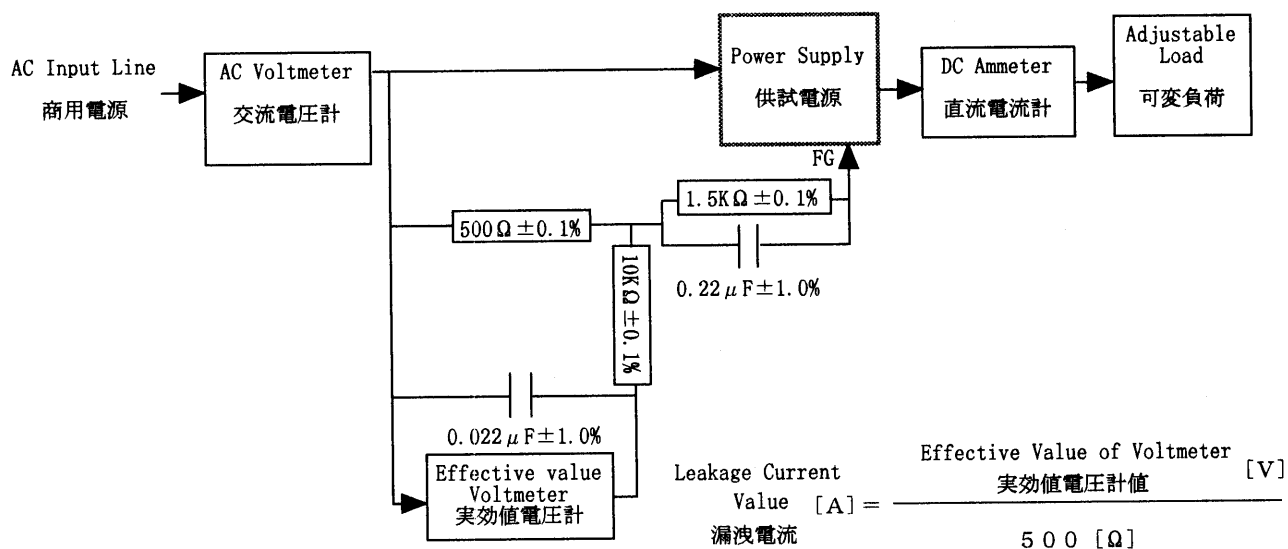 AC Input Line
商用電源
AC Voltmeter
交流電圧計
Power Supply
供試電源
DC Ammeter
直流電流計
Adjustable
Load
可変負荷
FG
1.5KΩ±0.1%
500Ω±0.1%
0.22μF±1.0%
10KΩ±0.1%
0.022μF±1.0%
Effective value
Voltmeter
実効値電圧計
Leakage Current
Value [A]=
漏洩電流
Effective Value of Voltmeter
実効値電圧計値 [V]
500 [Ω]